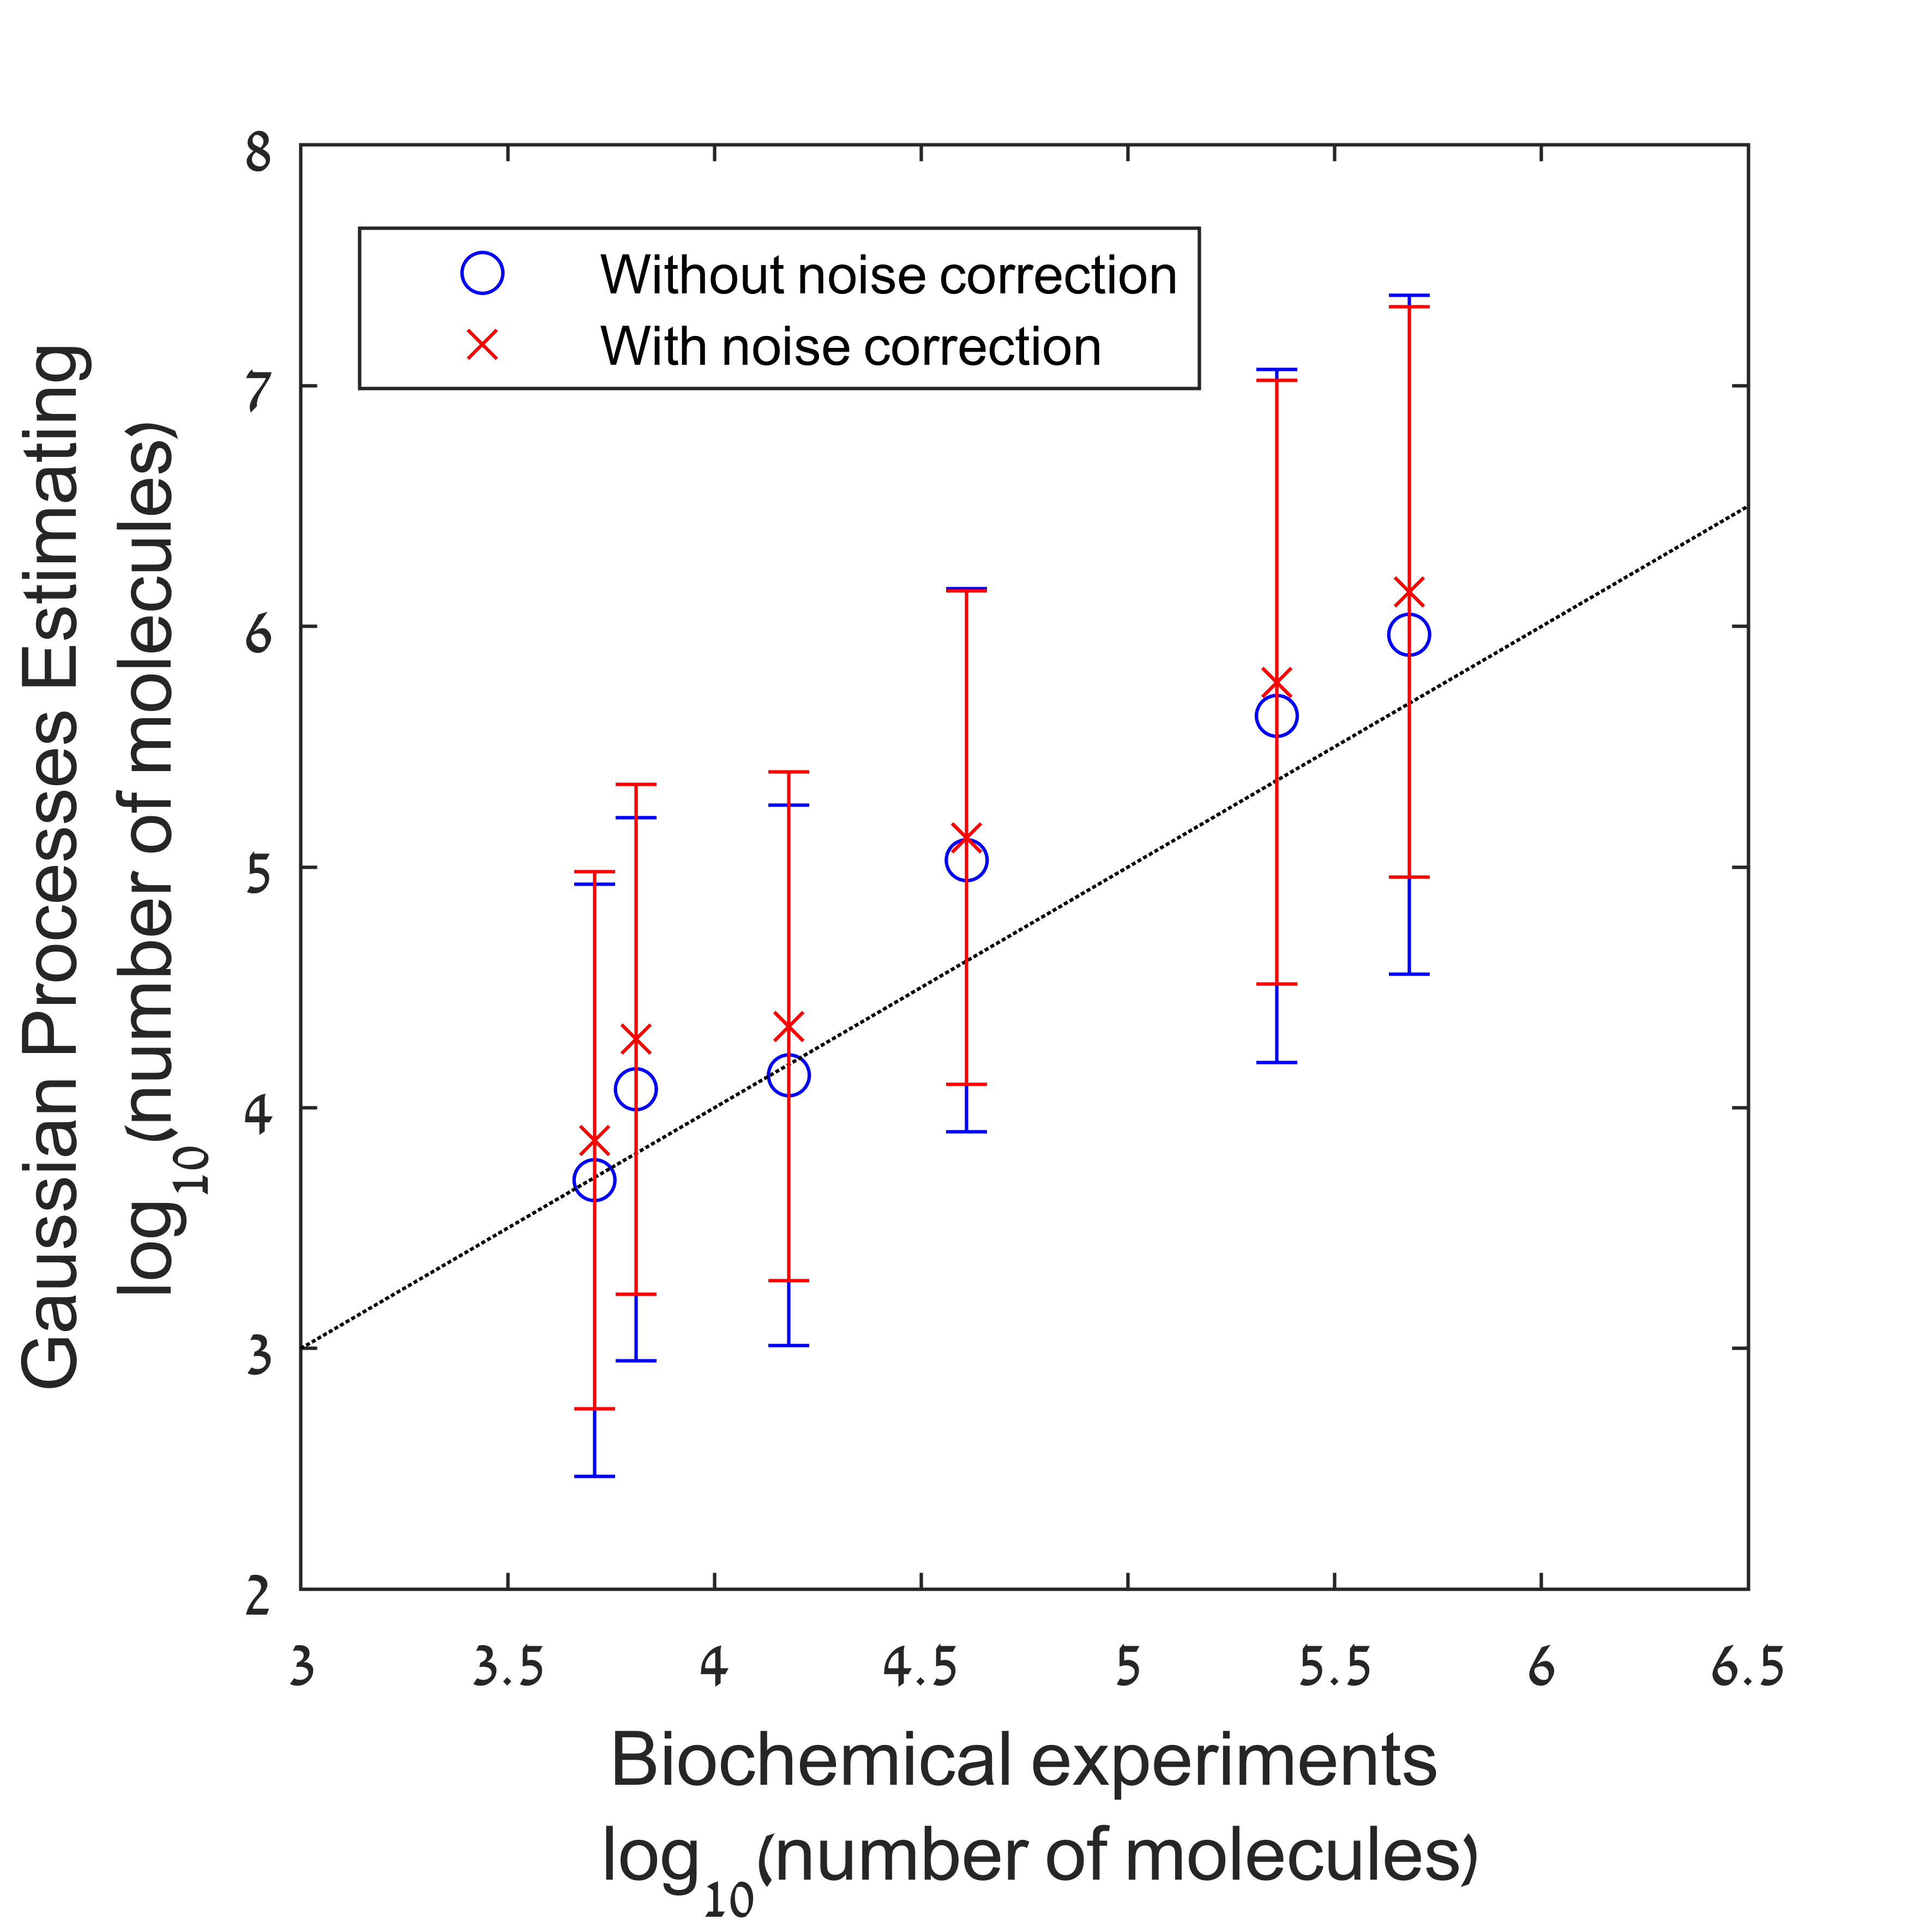 8
7
6
5
4
3
2
Gaussian Processes Estimating
log10(number of molecules)
Without noise correction
With noise correction
3 3.5 4 4.5 5 5.5 6 6.5
Biochemical experiments
log10(number of molecules)